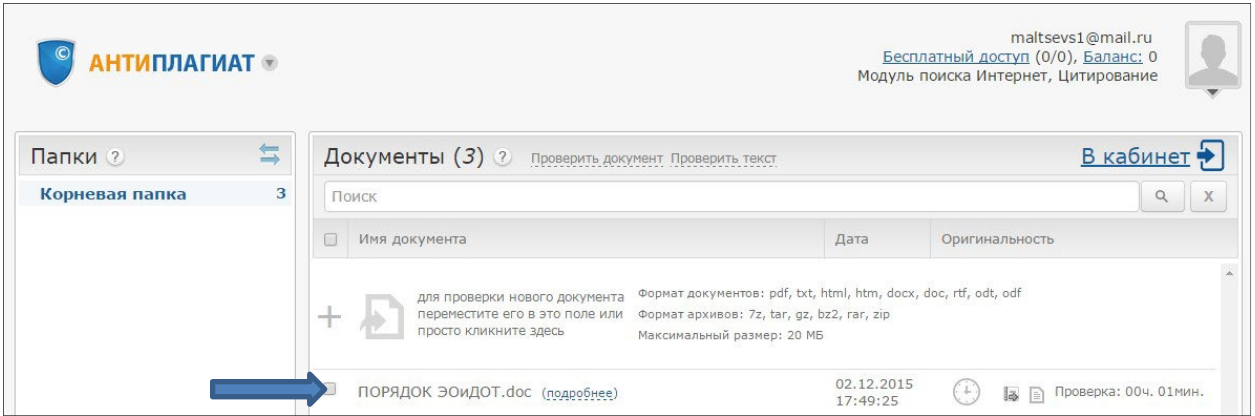 maltsevs1@mail.ru
© АНТИПЛАГИАТ
Бесплатный доступ (0/0), Баланс: 0
Модуль поиска Интернет, Цитирование
Папки ?
Документы (3) ? Проверить документ Проверить текст
В кабинет
Корневая папка 3
Поиск
X
Имя документа Дата Оригинальность
для проверки нового документа
переместите его в это поле или
просто кликните здесь
Формат документов: pdf, txt, html, htm, docx, doc, rtf, odt, odf
Формат архивов: 7z, tar, gz, bz2, rar, zip
Максимальный размер: 20 МБ
ПОРЯДОК ЭОиДОТ.doc (подробнее)
02.12.2015
17:49:25
Проверка: 00ч. 01мин.